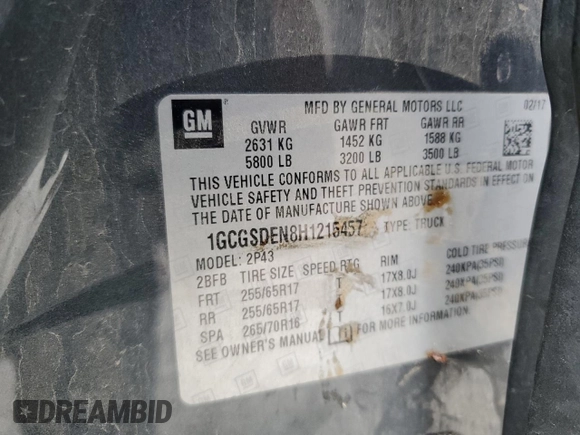 GM
MFD BY GENERAL MOTORS LLC 02/17
GVWR GAWR FRT GAWR RR
2631 KG 1452 KG 1588 KG
5800 LB 3200 LB 3500 LB
THIS VEHICLE CONFORMS TO ALL APPLICABLE U.S. FEDERAL MOTOR
VEHICLE SAFETY AND THEFT PREVENTION STANDARDS IN EFFECT ON
THE DATE OF MANUFACTURE SHOWN ABOVE.
1GCGSDEN8H1215457 TYPE: TRUCK
MODEL: 2P43
2BFB TIRE SIZE SPEED RTG RIM COLD TIRE PRESSURE
FRT 255/65R17 T 17X8.0J 240KPA(35PSI)
RR 255/65R17 17X8.0J 240KPA(35PSI)
SPA 265/70R16 16X7.0J
SEE OWNER'S MANUAL FOR MORE INFORMATION
DREAMBID